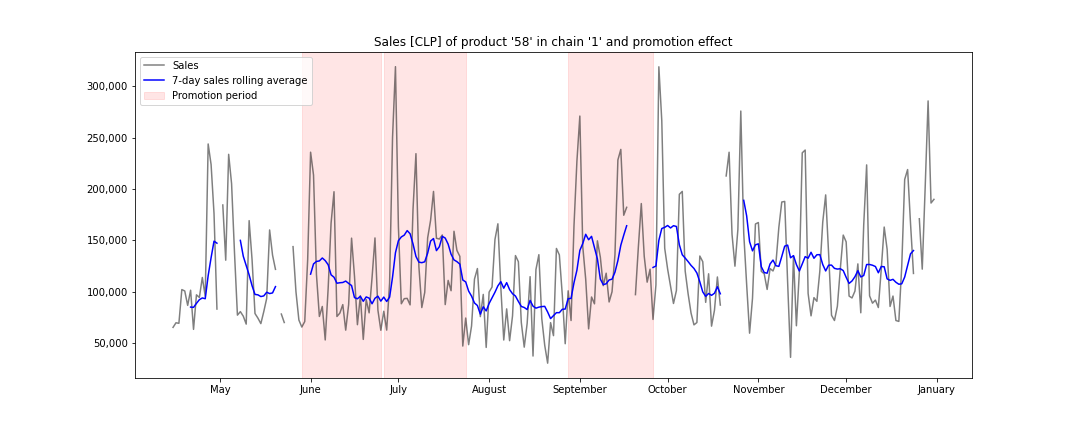 Sales [CLP] of product '58' in chain '1' and promotion effect
Sales
7-day sales rolling average
Promotion period
300,000
250,000
200,000
150,000
100,000
50,000
May June July August September October November December January